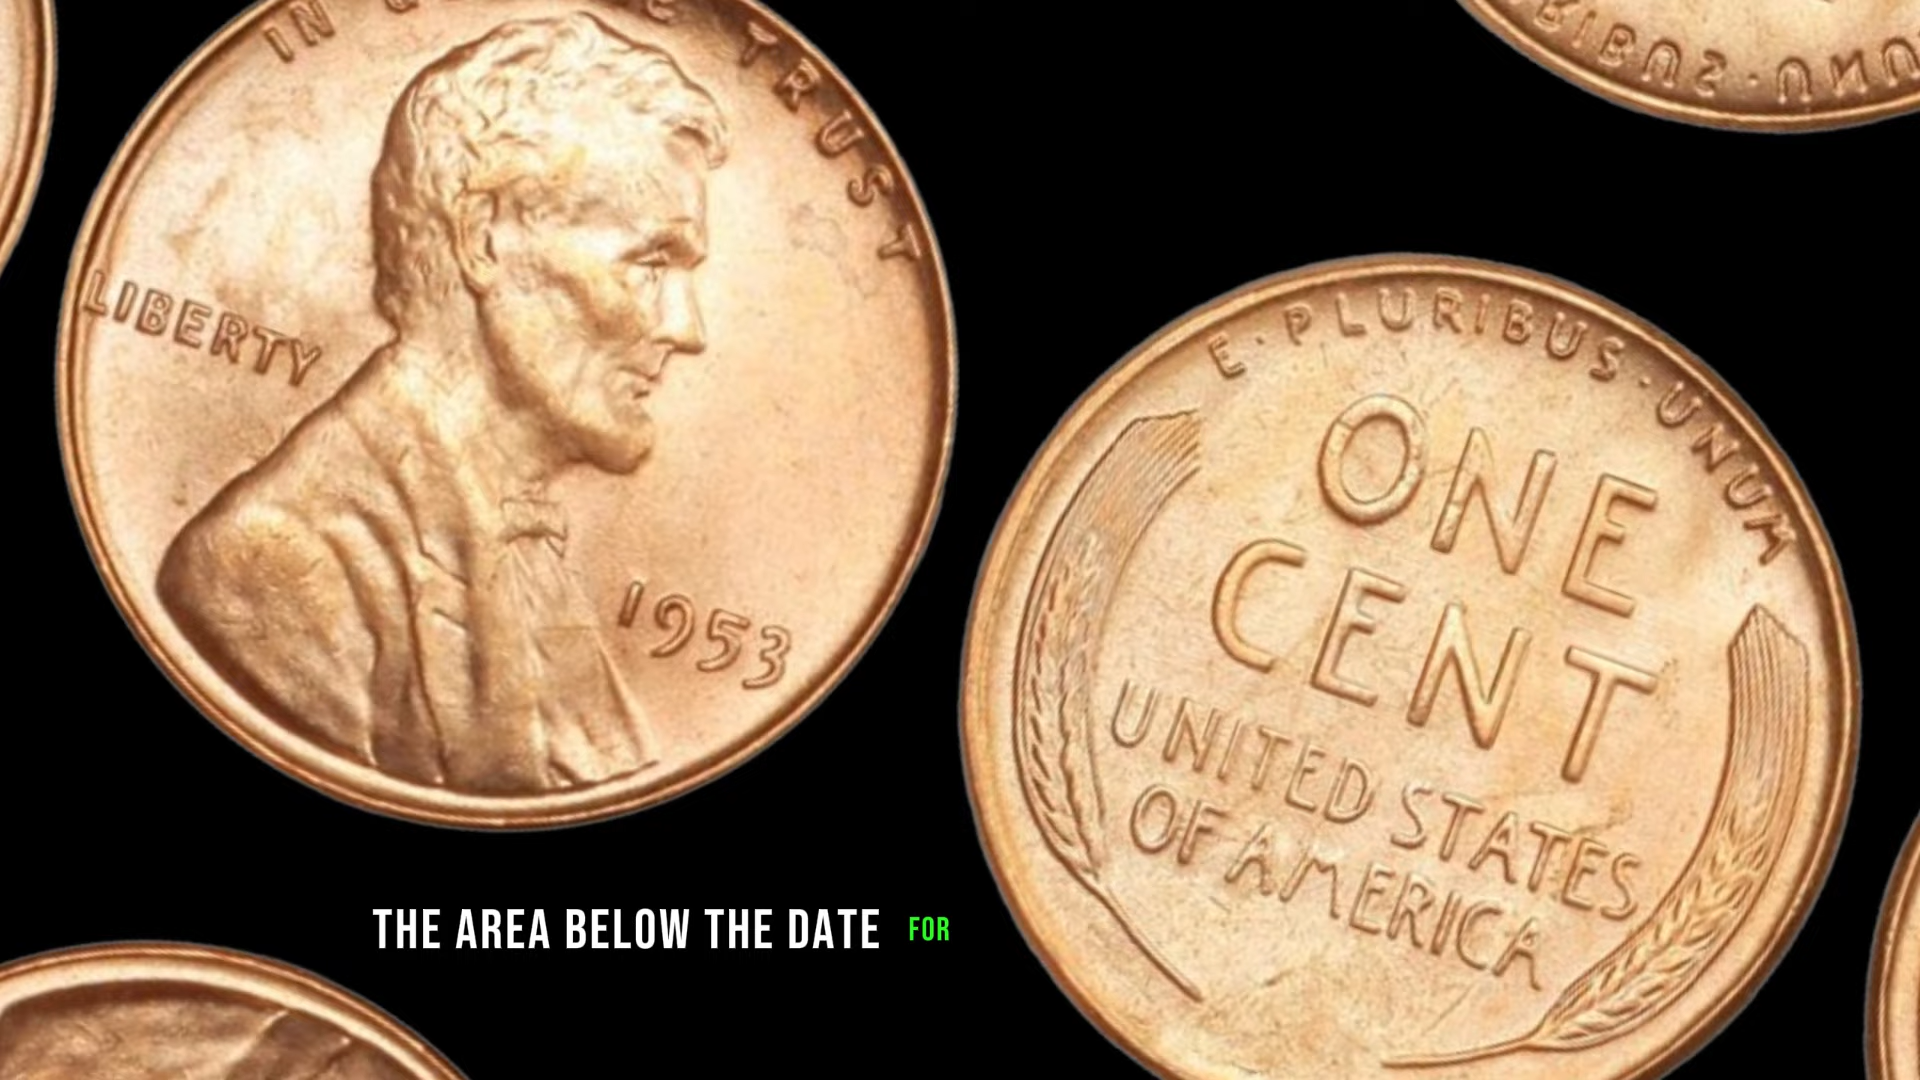 IN
TRUST
LIBERTY
1953
E·PLURIBUS·UNUM
ONE
CENT
UNITED STATES
OF AMERICA
THE AREA BELOW THE DATE FOR